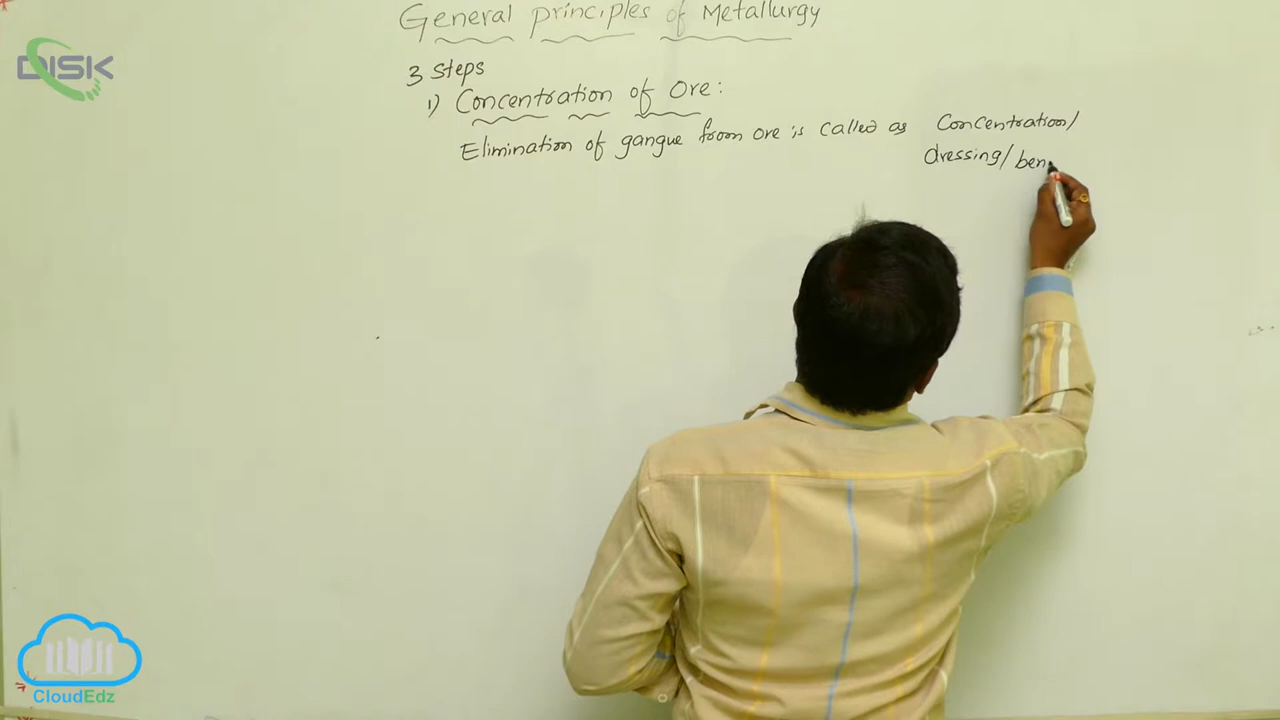 General principles of Metallurgy
3 steps
1) Concentration of Ore:
Elimination of gangue from ore is called as Concentration/
dressing/ben
DISK
CloudEdz